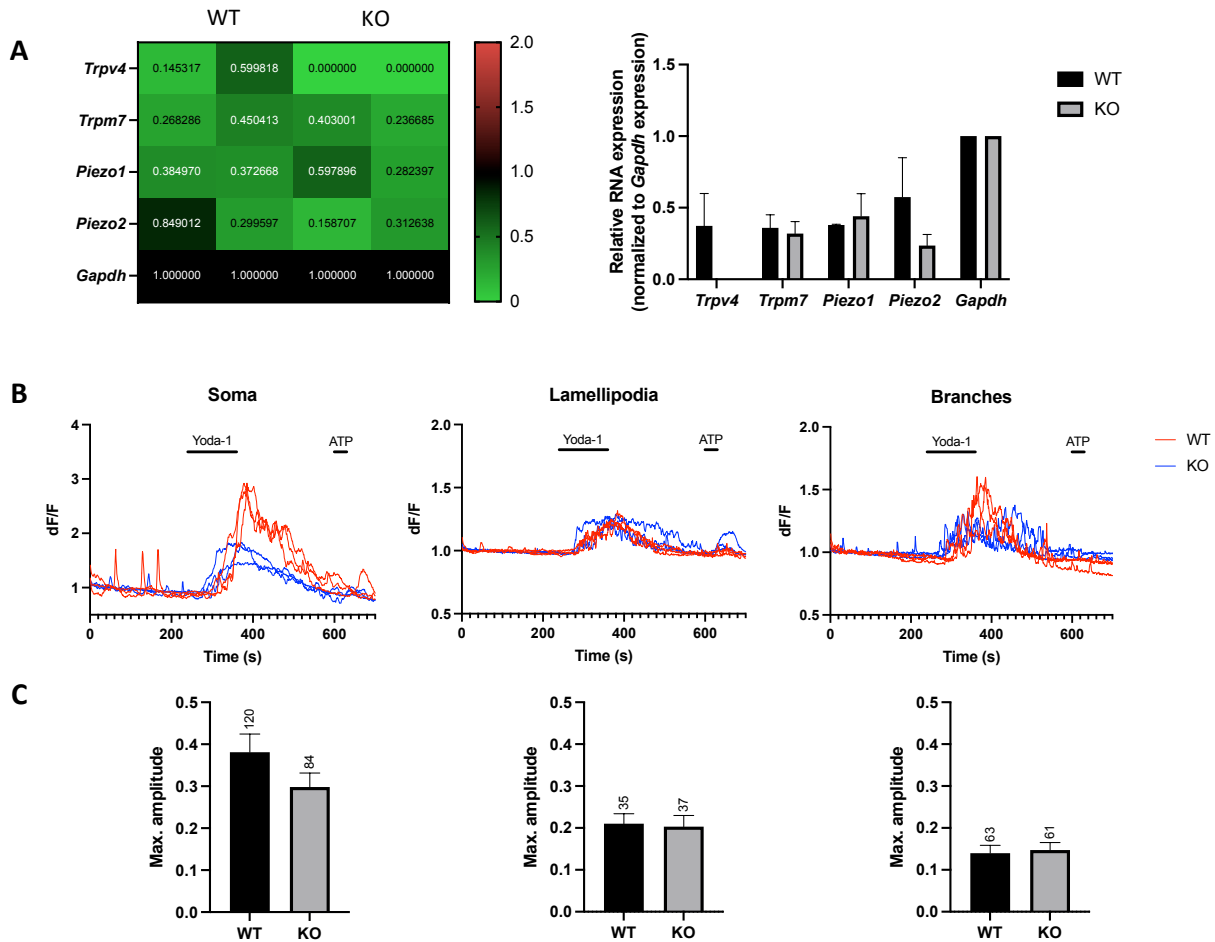 A
WT KO
Trpv4 0.145317 0.599818 0.000000 0.000000
Trpm7 0.268286 0.450413 0.403001 0.236685
Piezo1 0.384970 0.372668 0.597896 0.282397
Piezo2 0.849012 0.299597 0.158707 0.312638
Gapdh 1.000000 1.000000 1.000000 1.000000
2.0
1.5
1.0
0.5
0
Relative RNA expression
(normalized to Gapdh expression)
1.5
1.0
0.5
0.0
Trpv4 Trpm7 Piezo1 Piezo2 Gapdh
WT
KO
B
Soma
dF/F
4
3
2
1
Yoda-1 ATP
0 200 400 600
Time (s)
Lamellipodia
dF/F
2.0
1.5
1.0
0.5
Yoda-1 ATP
0 200 400 600
Time (s)
Branches
dF/F
2.0
1.5
1.0
0.5
Yoda-1 ATP
0 200 400 600
Time (s)
WT
KO
C
Max. amplitude
0.5
0.4
0.3
0.2
0.1
0.0
120 84
WT KO
Max. amplitude
0.5
0.4
0.3
0.2
0.1
0.0
35 37
WT KO
Max. amplitude
0.5
0.4
0.3
0.2
0.1
0.0
63 61
WT KO